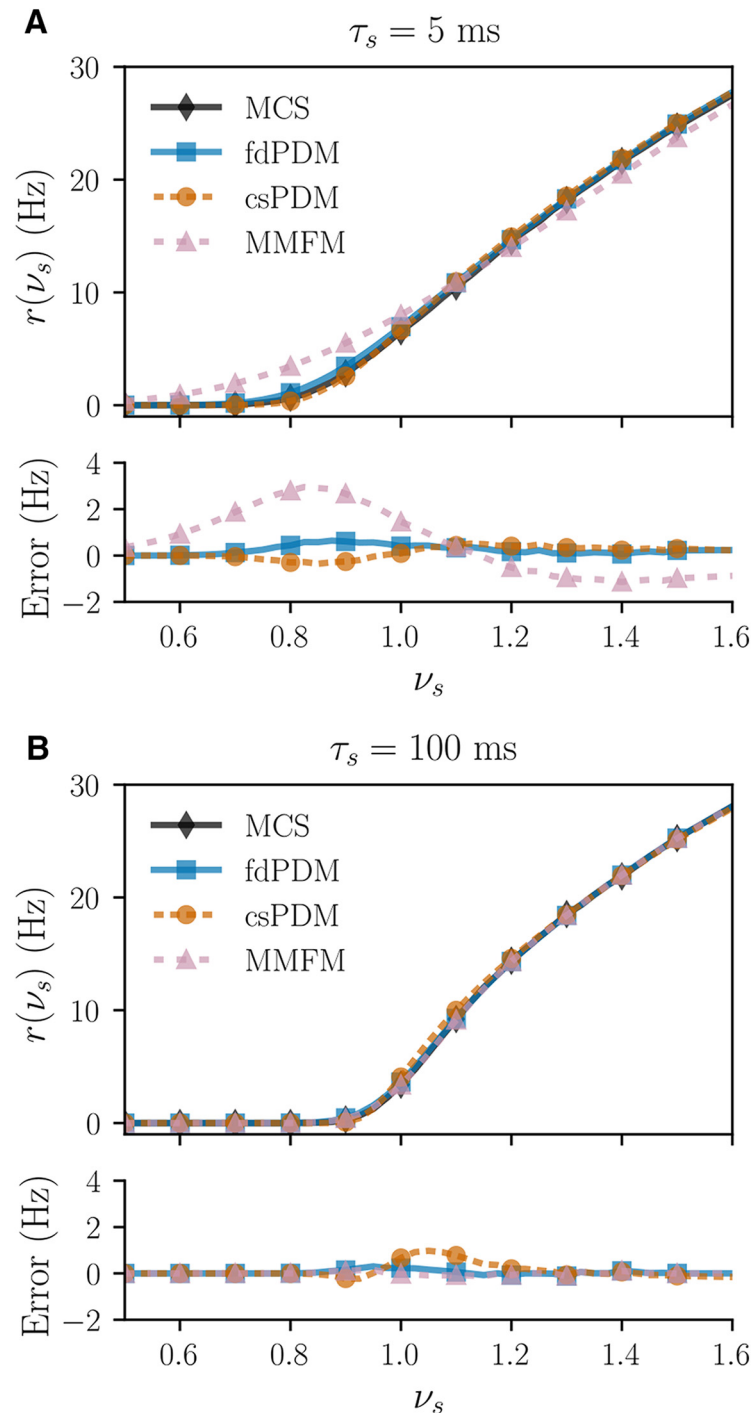 A
τₛ = 5 ms
30
20
10
0
r(νₛ) (Hz)
MCS
fdPDM
csPDM
MMFM
4
2
0
−2
Error (Hz)
0.6 0.8 1.0 1.2 1.4 1.6
νₛ
B
τₛ = 100 ms
30
20
10
0
r(νₛ) (Hz)
MCS
fdPDM
csPDM
MMFM
4
2
0
−2
Error (Hz)
0.6 0.8 1.0 1.2 1.4 1.6
νₛ